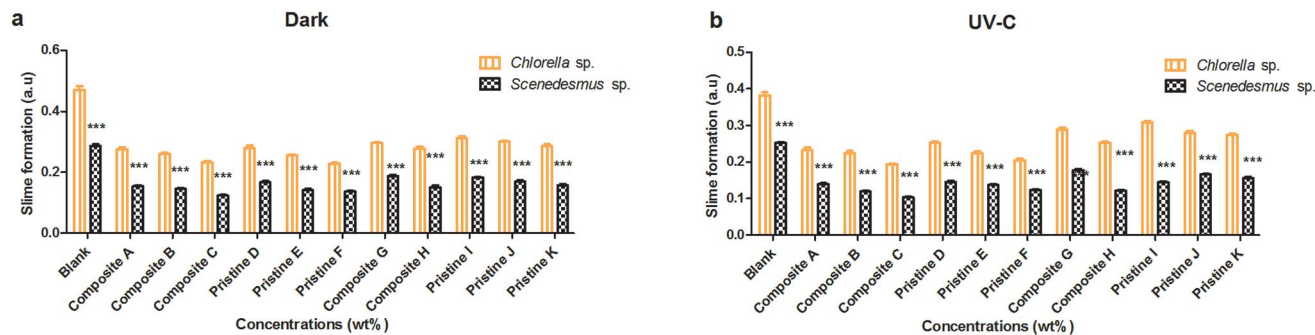 a
Dark
Slime formation (a.u)
0.6
0.4
0.2
0.0
Chlorella sp.
Scenedesmus sp.
***
***
***
***
***
***
***
***
***
***
***
***
Blank
Composite A
Composite B
Composite C
Pristine D
Pristine E
Pristine F
Composite G
Composite H
Pristine I
Pristine J
Pristine K
Concentrations (wt%)
b
UV-C
Slime formation (a.u)
0.5
0.4
0.3
0.2
0.1
0.0
Chlorella sp.
Scenedesmus sp.
***
***
***
***
***
***
***
***
***
***
***
Blank
Composite A
Composite B
Composite C
Pristine D
Pristine E
Pristine F
Composite G
Composite H
Pristine I
Pristine J
Pristine K
Concentrations (wt%)